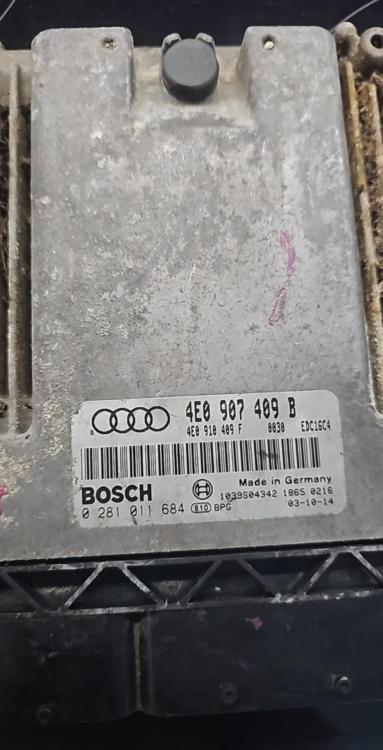 4E0 907 409 B
4E0 910 409 F 0030 EDC16C4
BOSCH
Made in Germany
1039S04342 1865 0216
0 281 011 684 B10 BPG 03-10-14